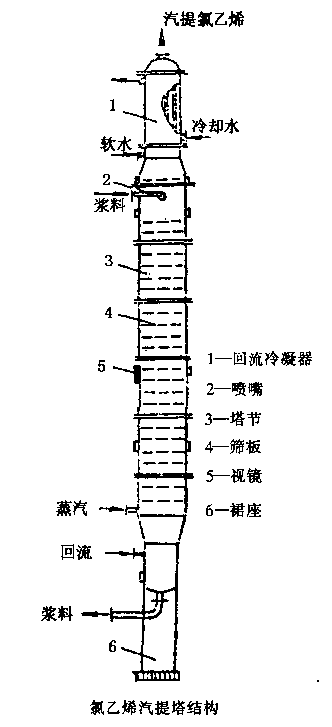 汽提氯乙烯
1
冷却水
软水
2
浆料
3
4
5
1—回流冷凝器
2—喷嘴
3—塔节
4—筛板
5—视镜
6—裙座
蒸汽
回流
浆料
6
氯乙烯汽提塔结构